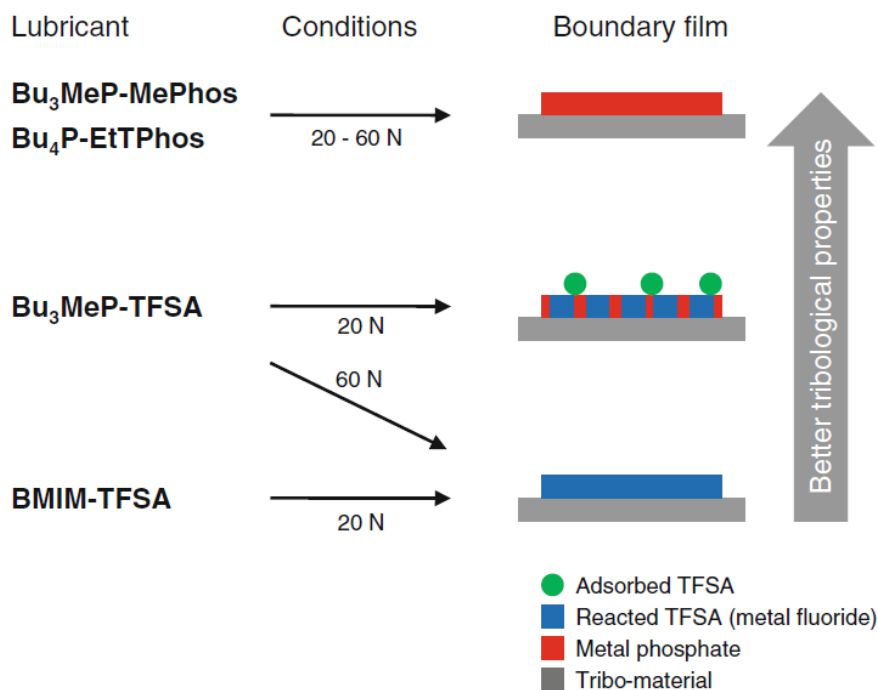 Lubricant Conditions Boundary film
Bu₃MeP-MePhos
Bu₄P-EtTPhos
20 - 60 N
Bu₃MeP-TFSA
20 N
60 N
BMIM-TFSA
20 N
Better tribological properties
Adsorbed TFSA
Reacted TFSA (metal fluoride)
Metal phosphate
Tribo-material